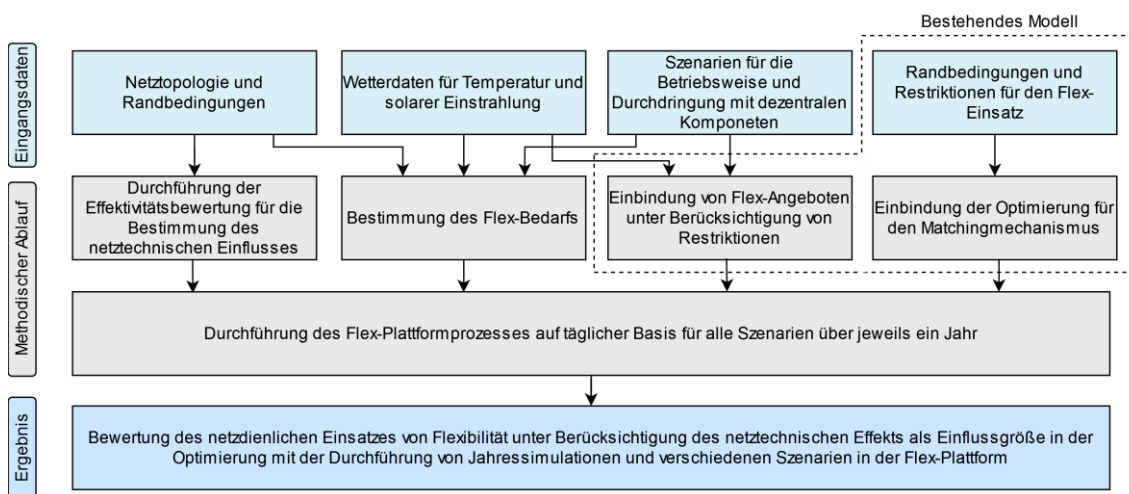 Bestehendes Modell
Eingangsdaten
Netztopologie und
Randbedingungen
Wetterdaten für Temperatur und
solarer Einstrahlung
Szenarien für die
Betriebsweise und
Durchdringung mit dezentralen
Komponeten
Randbedingungen und
Restriktionen für den Flex-
Einsatz
Methodischer Ablauf
Durchführung der
Effektivitätsbewertung für die
Bestimmung des
netztechnischen Einflusses
Bestimmung des Flex-Bedarfs
Einbindung von Flex-Angeboten
unter Berücksichtigung von
Restriktionen
Einbindung der Optimierung für
den Matchingmechanismus
Durchführung des Flex-Plattformprozesses auf täglicher Basis für alle Szenarien über jeweils ein Jahr
Ergebnis
Bewertung des netzdienlichen Einsatzes von Flexibilität unter Berücksichtigung des netztechnischen Effekts als Einflussgröße in der
Optimierung mit der Durchführung von Jahressimulationen und verschiedenen Szenarien in der Flex-Plattform